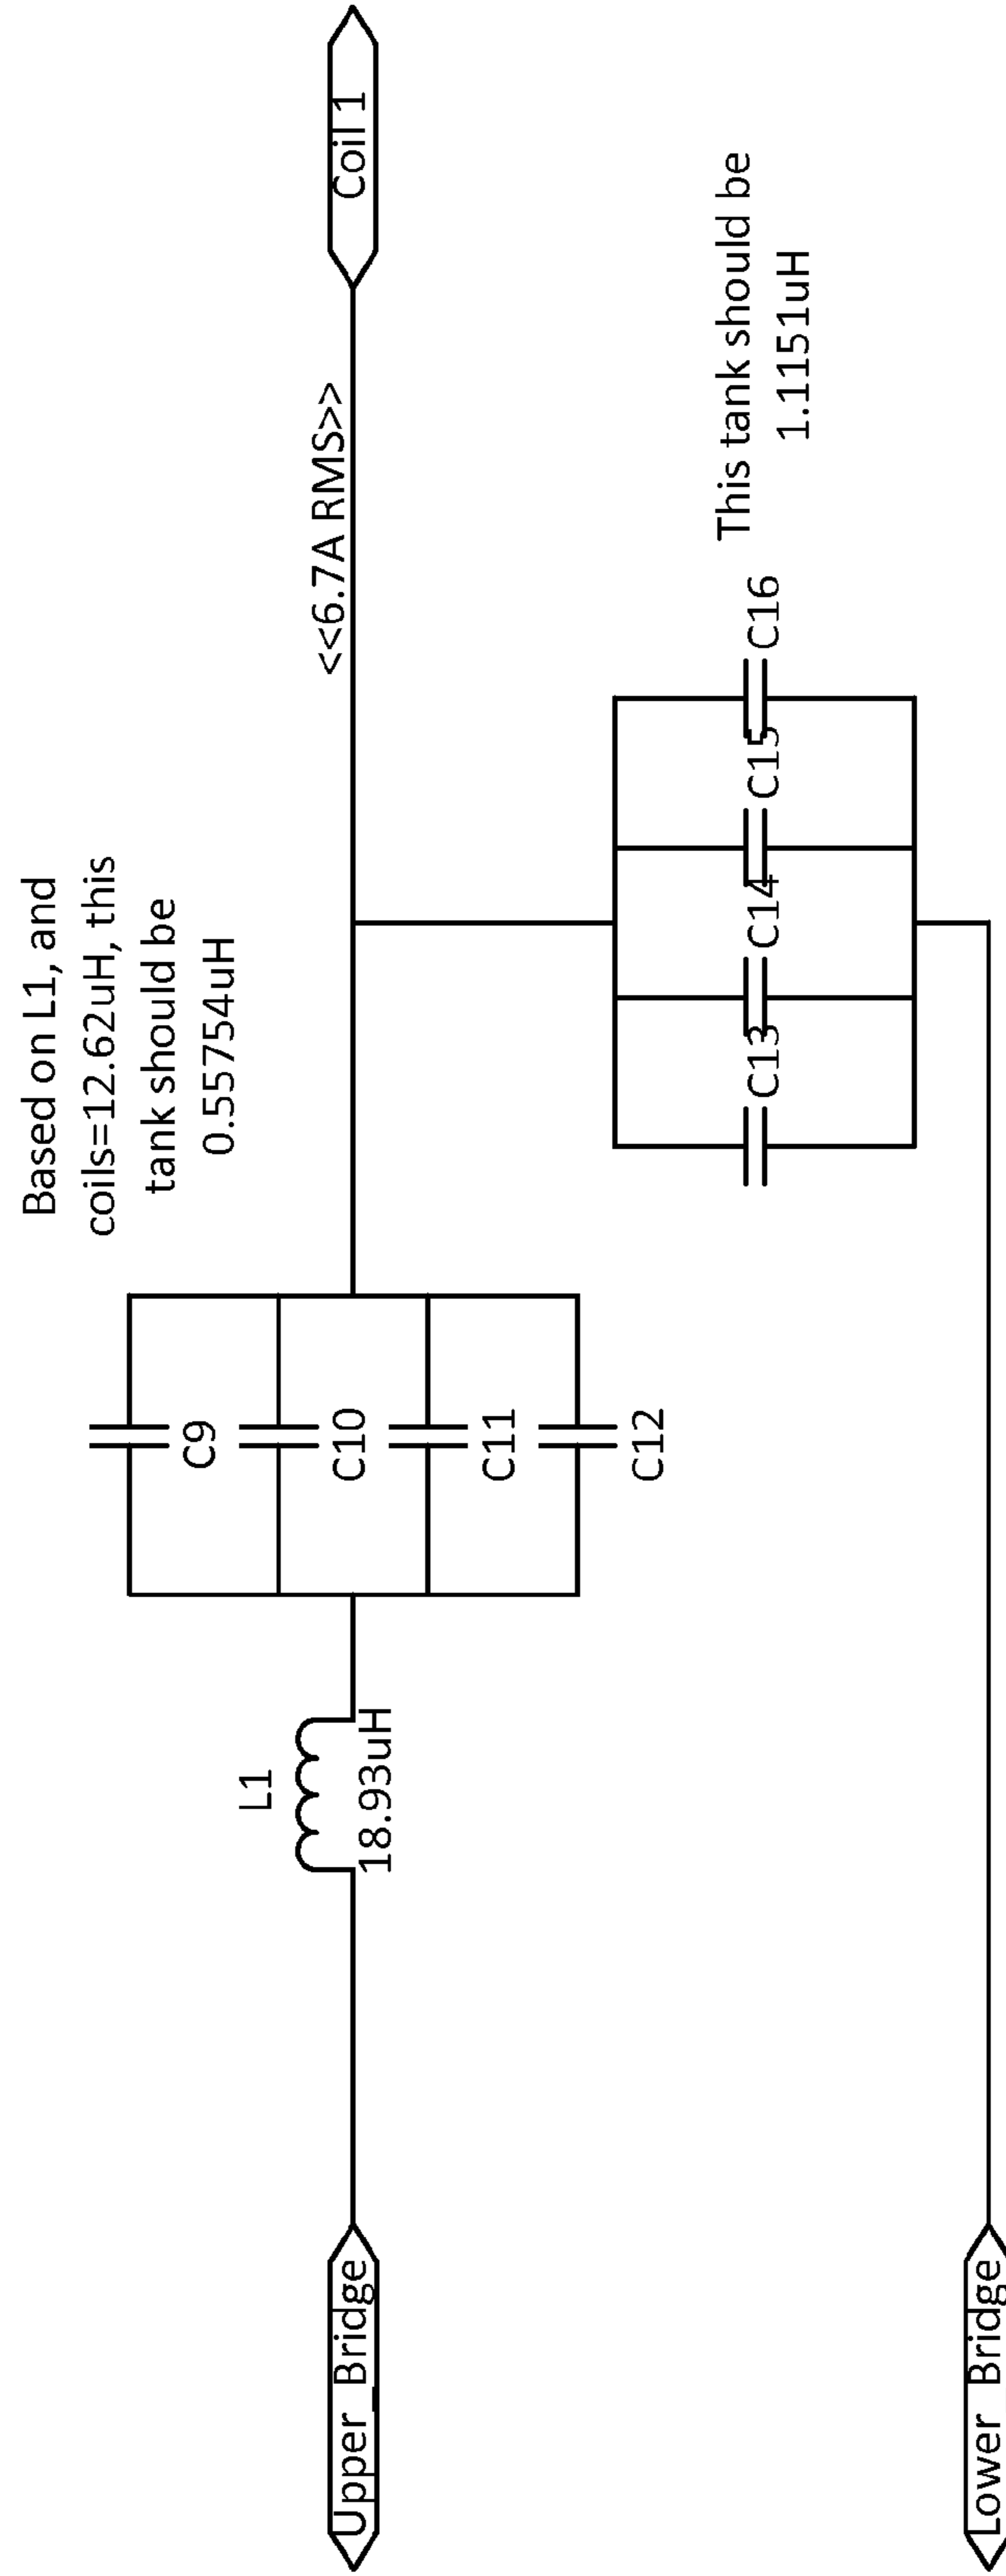 Based on L1, and
coils=12.62uH, this
tank should be
0.55754uH
C9
L1
<<6.7A RMS>>
Upper_Bridge
18.93uH
C10
Coil 1
C11
C12
C13
C14
C15
C16
This tank should be
1.1151uH
Lower_Bridge